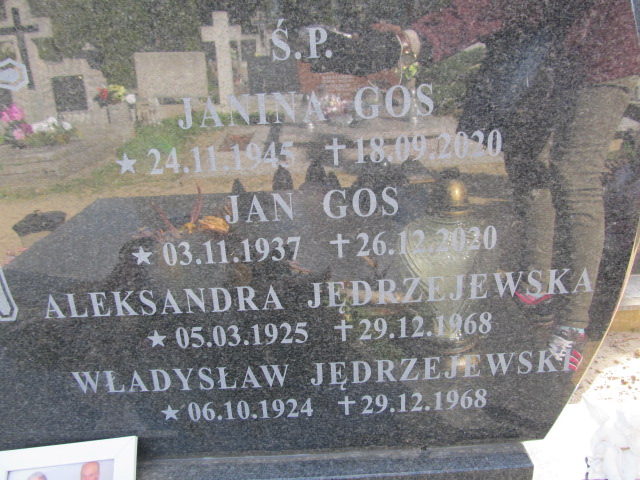 Ś.P.
JANINA GOS
★ 24.11.1945 ✝ 18.09.2020
JAN GOS
★ 03.11.1937 ✝ 26.12.2020
ALEKSANDRA JĘDRZEJEWSKA
★ 05.03.1925 ✝ 29.12.1968
WŁADYSŁAW JĘDRZEJEWSKI
★ 06.10.1924 ✝ 29.12.1968